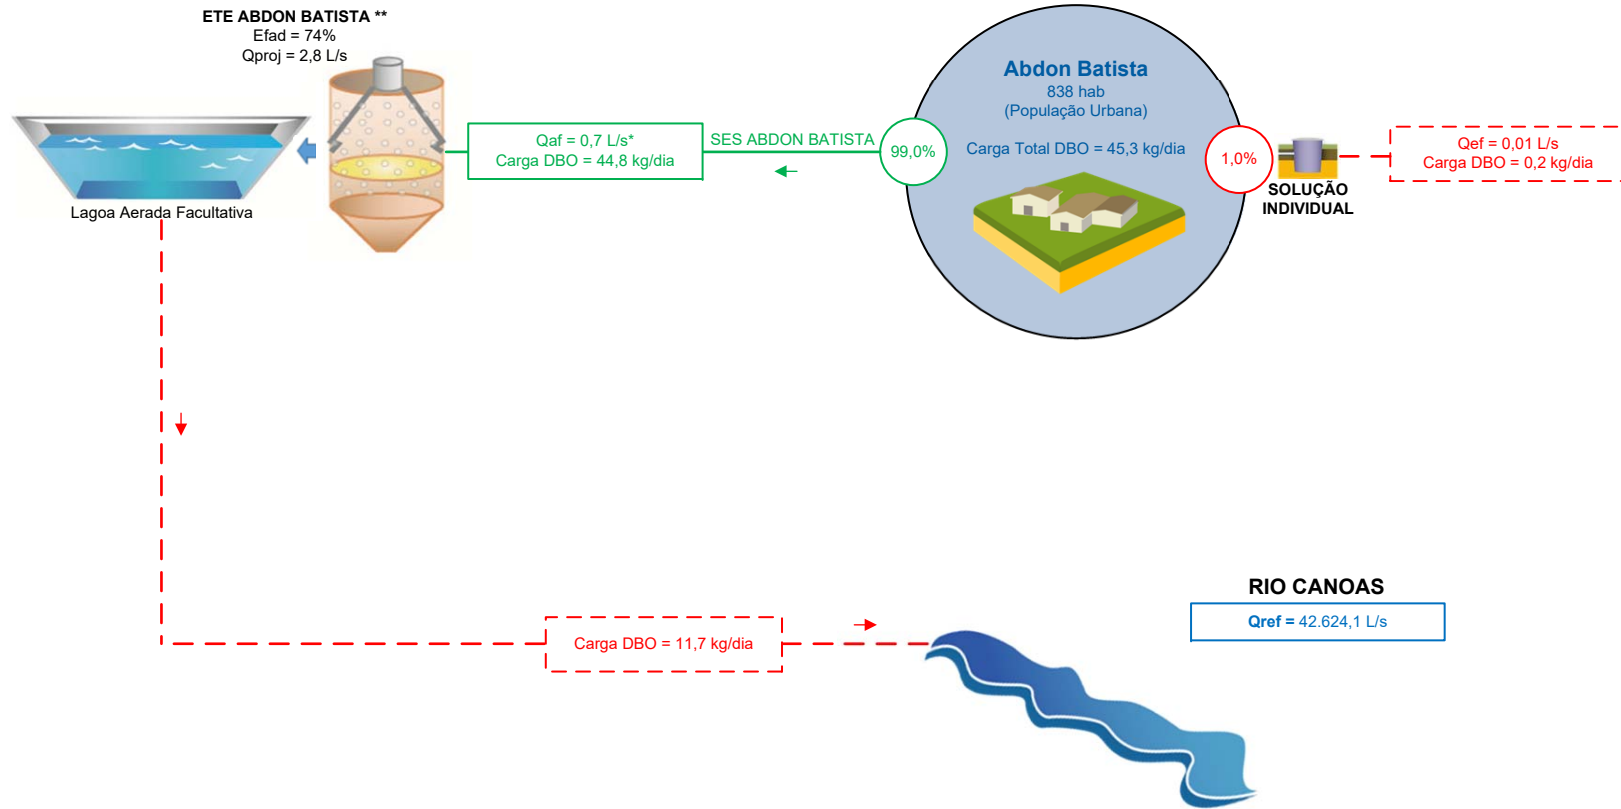 ETE ABDON BATISTA **
Efad = 74%
Qproj = 2,8 L/s
Lagoa Aerada Facultativa
Qaf = 0,7 L/s*
Carga DBO = 44,8 kg/dia
SES ABDON BATISTA
99,0%
Abdon Batista
838 hab
(População Urbana)
Carga Total DBO = 45,3 kg/dia
1,0%
SOLUÇÃO
INDIVIDUAL
Qef = 0,01 L/s
Carga DBO = 0,2 kg/dia
Carga DBO = 11,7 kg/dia
RIO CANOAS
Qref = 42.624,1 L/s